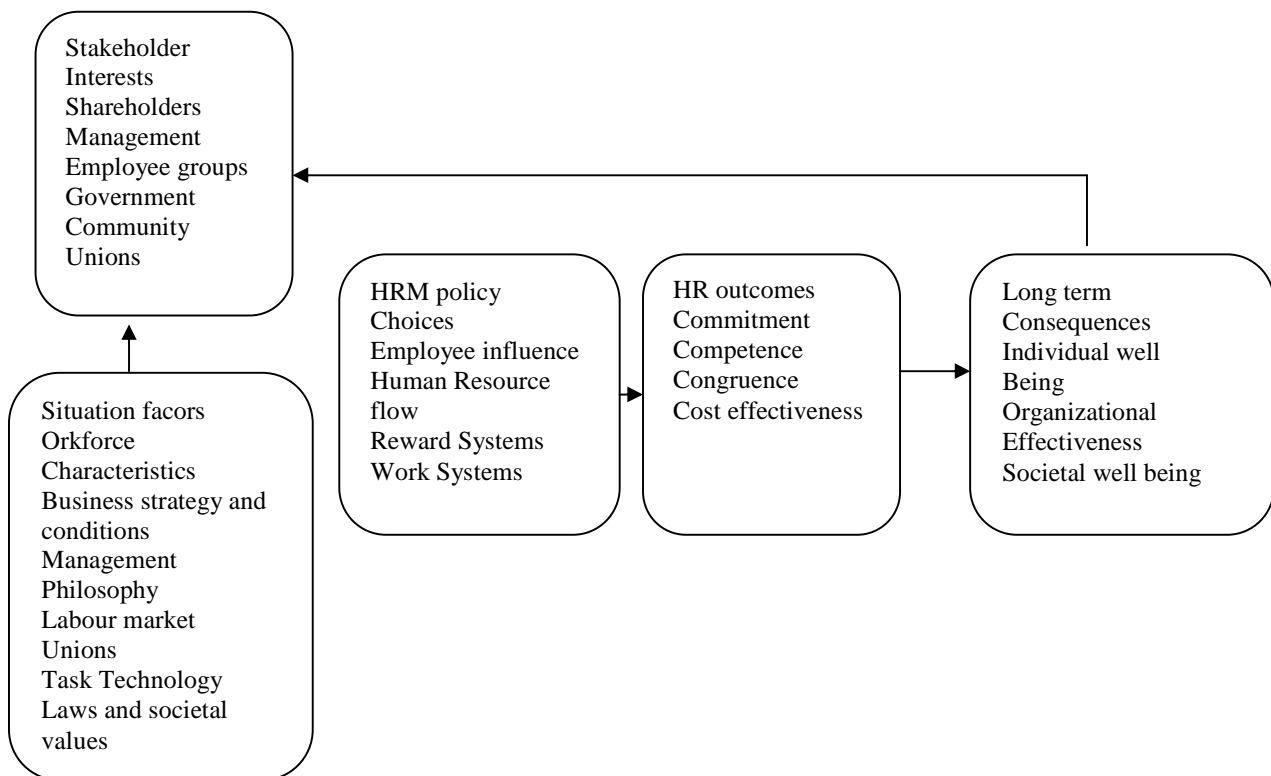 Stakeholder
Interests
Shareholders
Management
Employee groups
Government
Community
Unions
Situation facors
Orkforce
Characteristics
Business strategy and
conditions
Management
Philosophy
Labour market
Unions
Task Technology
Laws and societal
values
HRM policy
Choices
Employee influence
Human Resource
flow
Reward Systems
Work Systems
HR outcomes
Commitment
Competence
Congruence
Cost effectiveness
Long term
Consequences
Individual well
Being
Organizational
Effectiveness
Societal well being